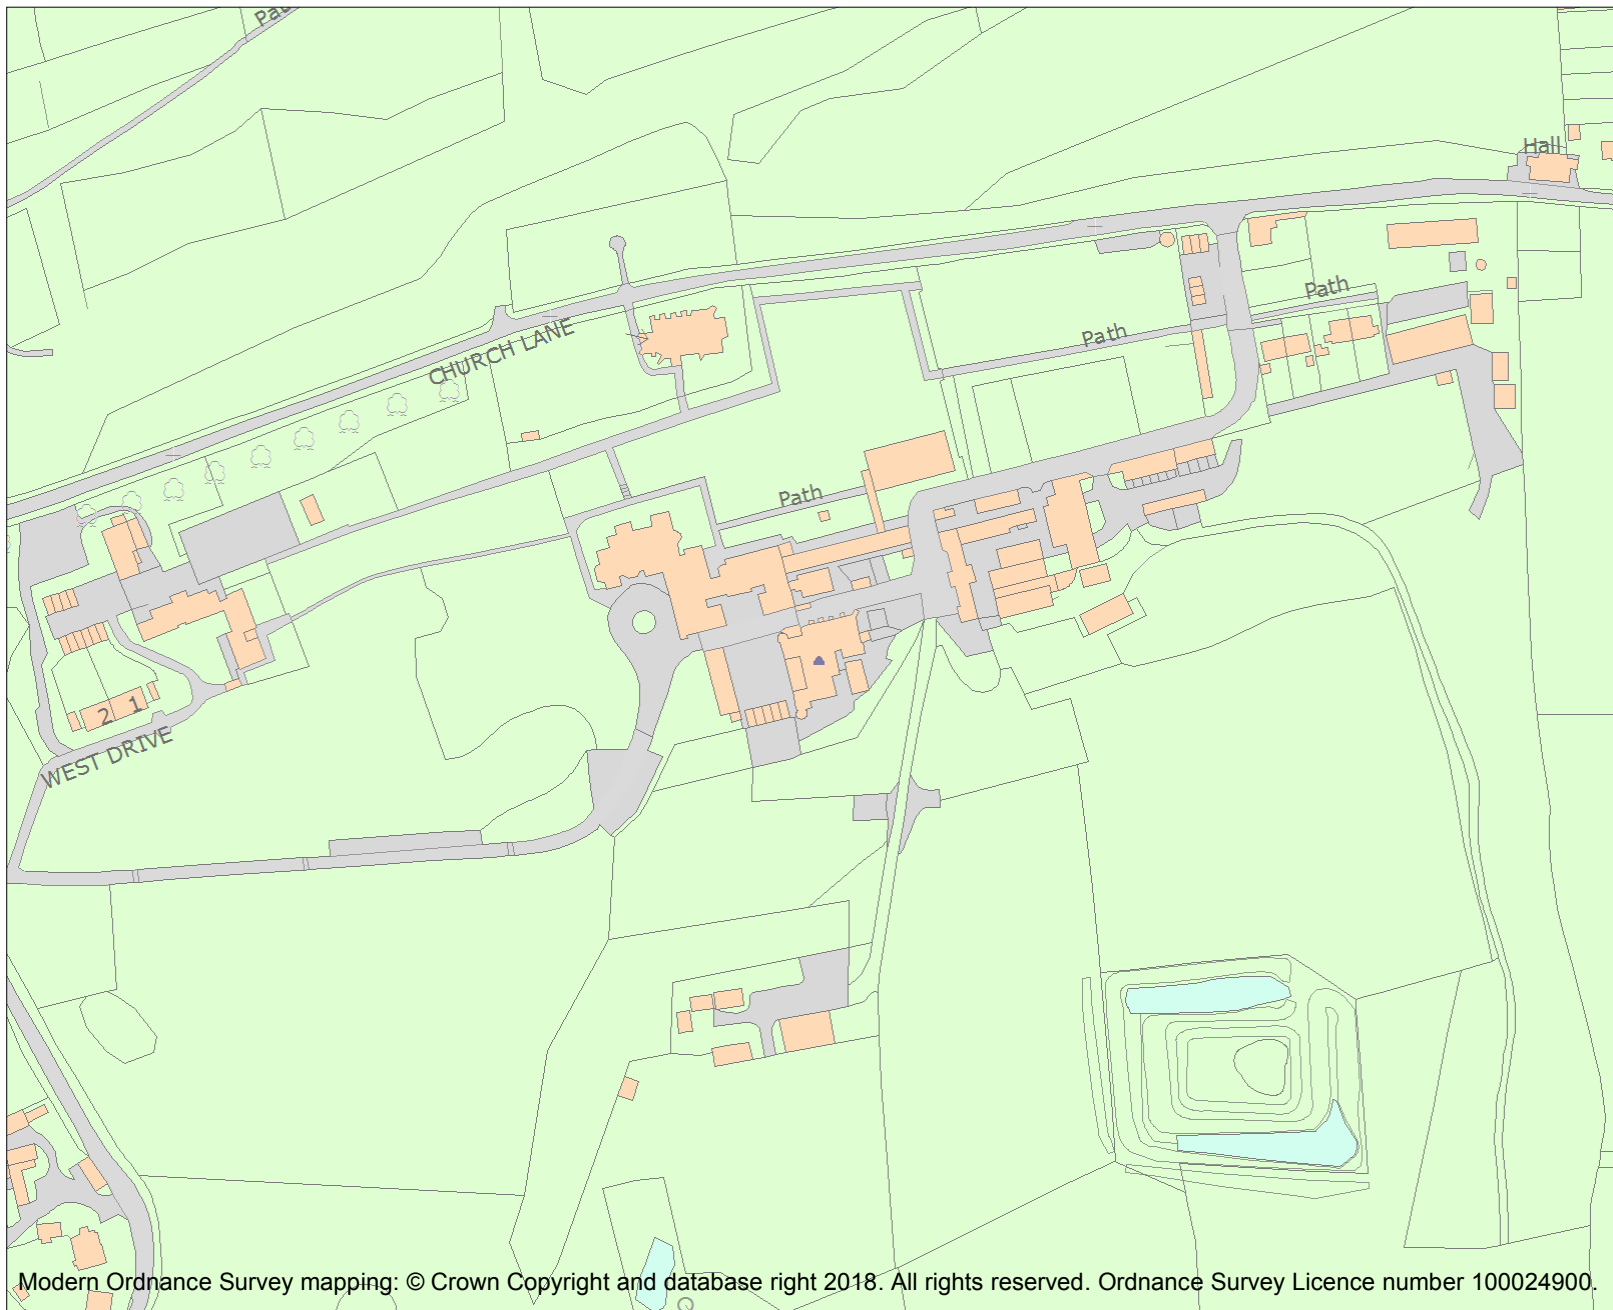 Path
Hall
Path
Path
CHURCH LANE
Path
2 1
WEST DRIVE
Modern Ordnance Survey mapping: © Crown Copyright and database right 2018. All rights reserved. Ordnance Survey Licence number 100024900.